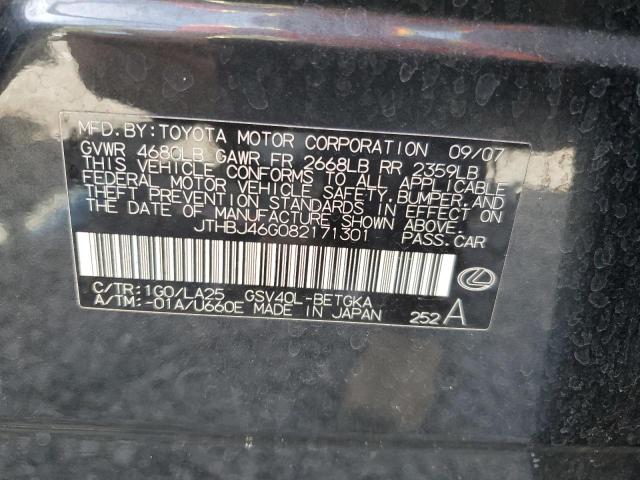 MFD.BY:TOYOTA MOTOR CORPORATION 09/07
GVWR 4680LB GAWR FR 2668LB RR 2359LB
THIS VEHICLE CONFORMS TO ALL APPLICABLE
FEDERAL MOTOR VEHICLE SAFETY,BUMPER,AND
THEFT PREVENTION STANDARDS IN EFFECT ON
THE DATE OF MANUFACTURE SHOWN ABOVE.
JTHBJ46G082171301 PASS.CAR
C/TR:1G0/LA25 GSV40L-BETGKA
A/TM:-01A/U660E MADE IN JAPAN 252A